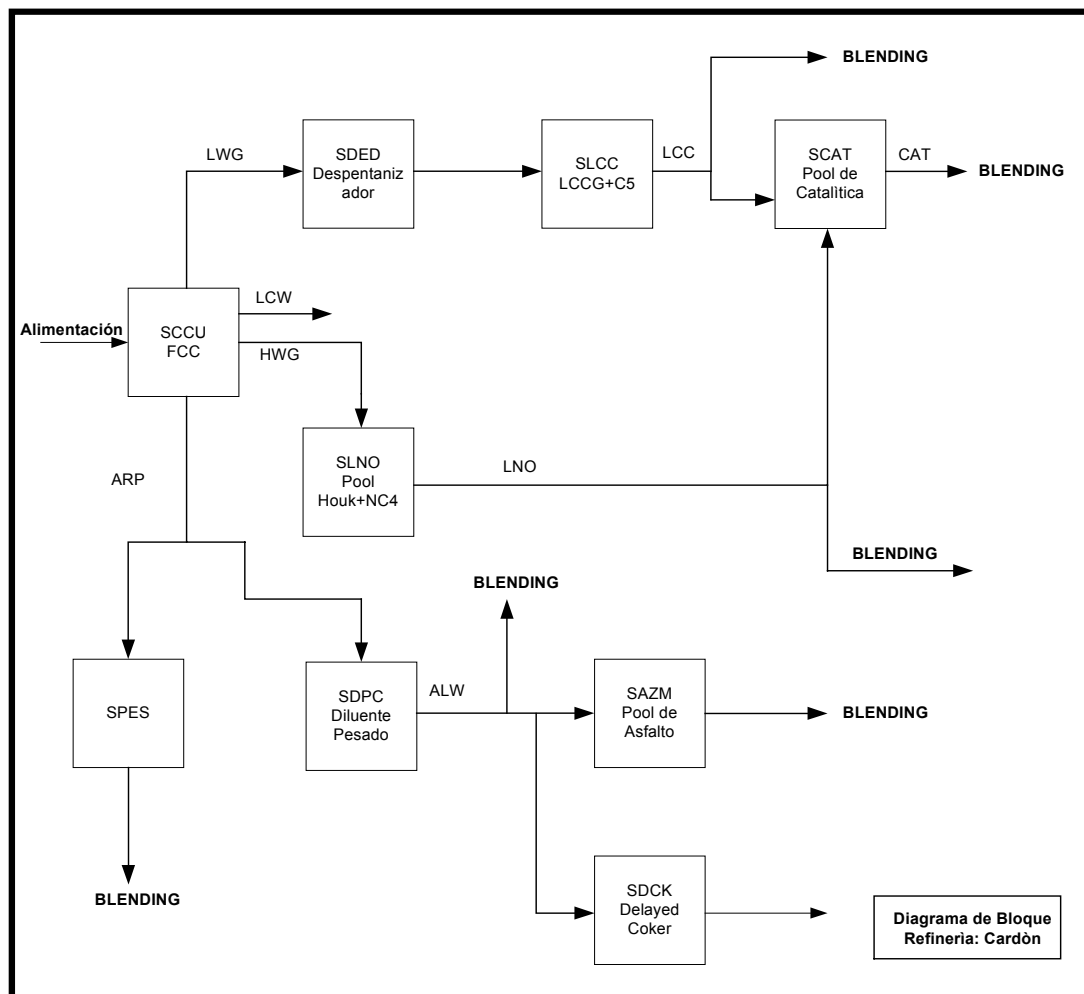 BLENDING
LWG
SDED
Despentaniz
ador
SLCC
LCCG+C5
LCC
SCAT
Pool de
Catalìtica
CAT
BLENDING
Alimentación
SCCU
FCC
LCW
HWG
ARP
SLNO
Pool
Houk+NC4
LNO
BLENDING
BLENDING
SPES
BLENDING
SDPC
Diluente
Pesado
ALW
SAZM
Pool de
Asfalto
BLENDING
SDCK
Delayed
Coker
Diagrama de Bloque
Refinerìa: Cardòn